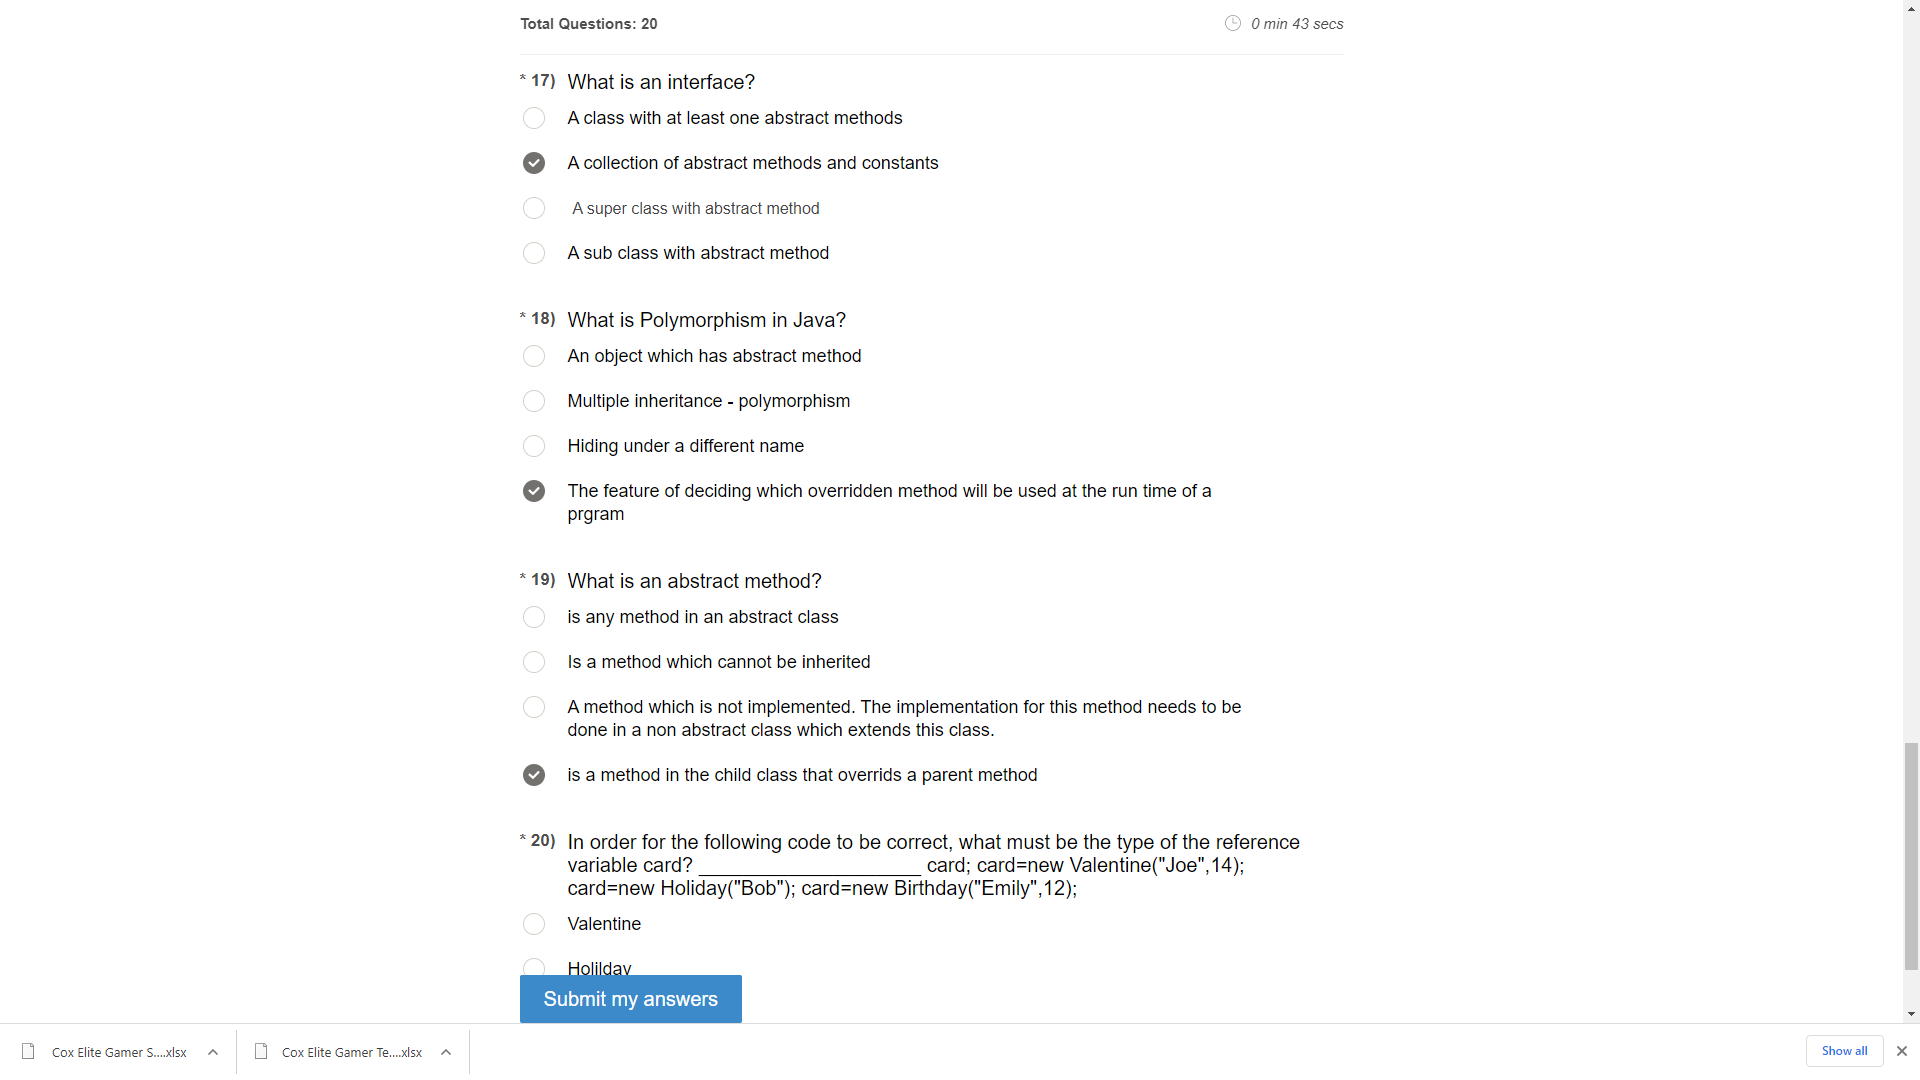 Total Questions: 20
0 min 43 secs
* 17) What is an interface?
A class with at least one abstract methods
A collection of abstract methods and constants
A super class with abstract method
A sub class with abstract method
* 18) What is Polymorphism in Java?
An object which has abstract method
Multiple inheritance - polymorphism
Hiding under a different name
The feature of deciding which overridden method will be used at the run time of a
prgram
* 19) What is an abstract method?
is any method in an abstract class
Is a method which cannot be inherited
A method which is not implemented. The implementation for this method needs to be
done in a non abstract class which extends this class.
is a method in the child class that overrids a parent method
* 20) In order for the following code to be correct, what must be the type of the reference
variable card? ____________________ card; card=new Valentine("Joe",14);
card=new Holiday("Bob"); card=new Birthday("Emily",12);
Valentine
Holilday
Submit my answers
Cox Elite Gamer S....xlsx
Cox Elite Gamer Te....xlsx
Show all